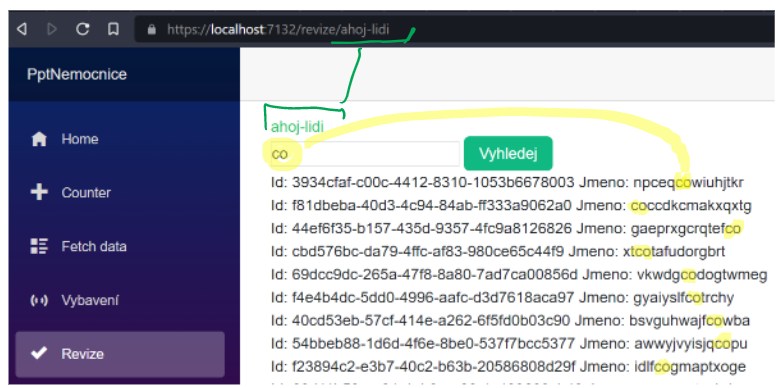 https://localhost:7132/revize/ahoj-lidi
PptNemocnice
ahoj-lidi
co Vyhledej
Home
Counter
Fetch data
Vybavení
Revize
Id: 3934cfaf-c00c-4412-8310-1053b6678003 Jmeno: npceqcowiuhjtkr
Id: f81dbeba-40d3-4c94-84ab-ff333a9062a0 Jmeno: coccdkcmakxqxtg
Id: 44ef6f35-b157-435d-9357-4fc9a8126826 Jmeno: gaeprxgcrqtefco
Id: cbd576bc-da79-4ffc-af83-980ce65c44f9 Jmeno: xtcotafudorgbrt
Id: 69dcc9dc-265a-47f8-8a80-7ad7ca00856d Jmeno: vkwdgcodogtwmeg
Id: f4e4b4dc-5dd0-4996-aafc-d3d7618aca97 Jmeno: gyaiyslfcotrchy
Id: 40cd53eb-57cf-414e-a262-6f5fd0b03c90 Jmeno: bsvguhwajfcowba
Id: 54bbeb88-1d6d-4f6e-8be0-537f7bcc5377 Jmeno: awwyjvyisjqcopu
Id: f23894c2-e3b7-40c2-b63b-20586808d29f Jmeno: idlfcogmaptxoge